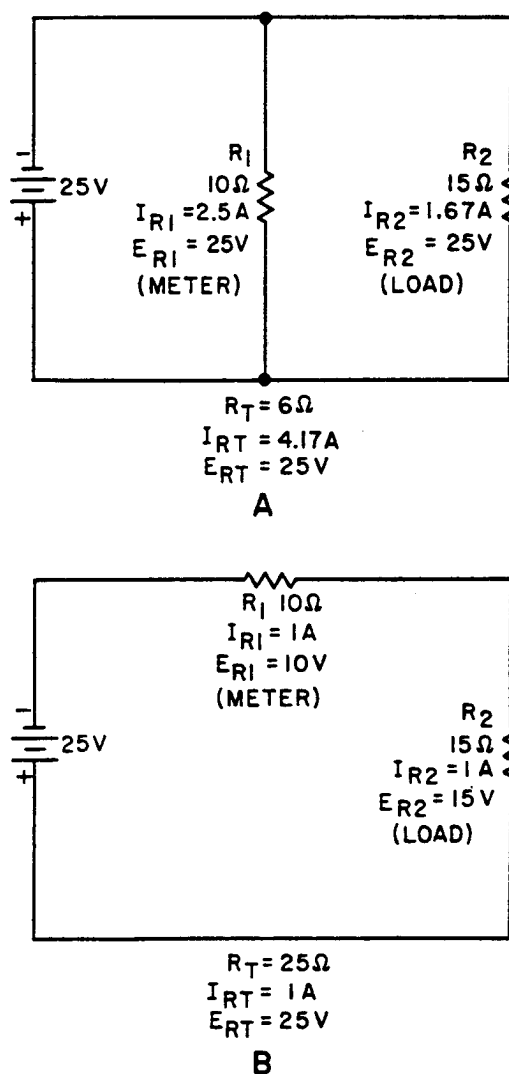 -
25V
+
R1
10Ω
IR1=2.5A
ER1=25V
(METER)
R2
15Ω
IR2=1.67A
ER2=25V
(LOAD)
RT=6Ω
IRT=4.17A
ERT=25V
A
-
25V
+
R1 10Ω
IR1=1A
ER1=10V
(METER)
R2
15Ω
IR2=1A
ER2=15V
(LOAD)
RT=25Ω
IRT=1A
ERT=25V
B